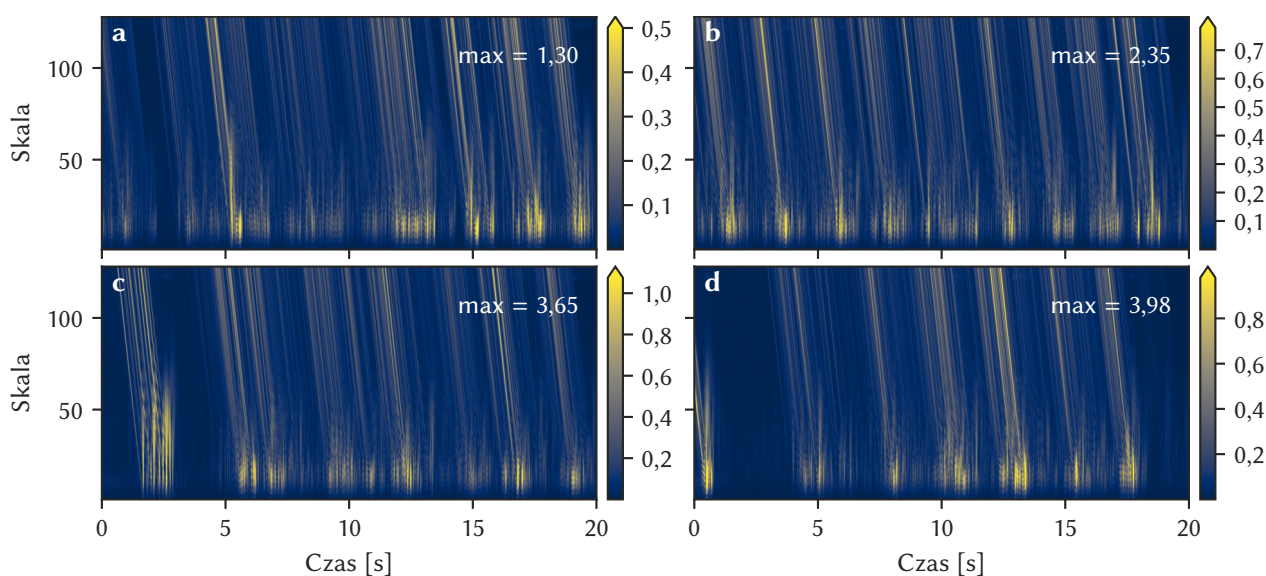 a
max = 1,30
Skala
100
50
0,5
0,4
0,3
0,2
0,1
b
max = 2,35
0,7
0,6
0,5
0,4
0,3
0,2
0,1
c
max = 3,65
Skala
100
50
0 5 10 15 20
Czas [s]
1,0
0,8
0,6
0,4
0,2
d
max = 3,98
0 5 10 15 20
Czas [s]
0,8
0,6
0,4
0,2